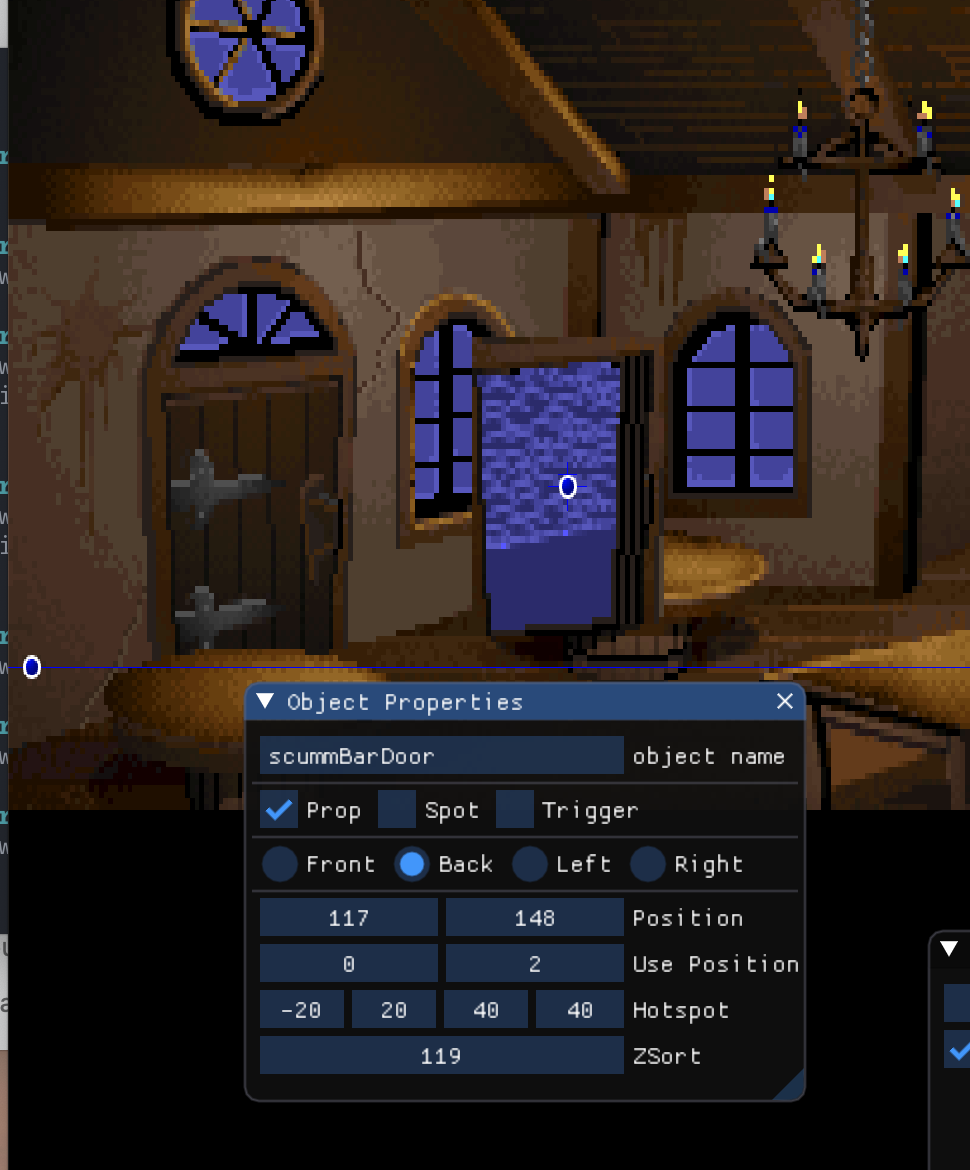 Object Properties
scummBarDoor object name
Prop Spot Trigger
Front Back Left Right
117 148 Position
0 2 Use Position
-20 20 40 40 Hotspot
119 ZSort